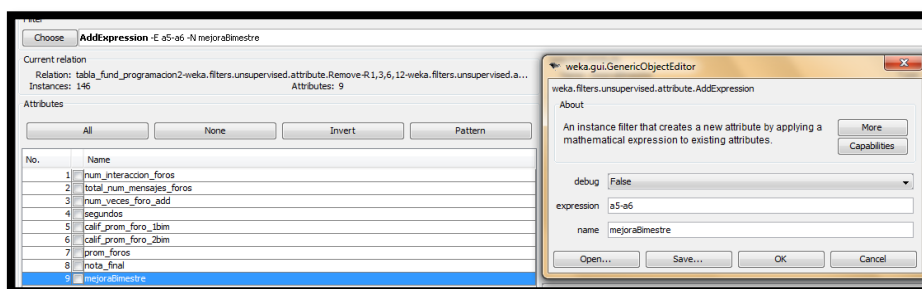 Filter
Choose AddExpression -E a5-a6 -N mejoraBimestre
Current relation
Relation: tabla_fund_programacion2-weka.filters.unsupervised.attribute.Remove-R1,3,6,12-weka.filters.unsupervised.a...
Instances: 146 Attributes: 9
Attributes
All None Invert Pattern
No. Name
1 num_interaccion_foros
2 total_num_mensajes_foros
3 num_veces_foro_add
4 segundos
5 calif_prom_foro_1bim
6 calif_prom_foro_2bim
7 prom_foros
8 nota_final
9 mejoraBimestre
weka.gui.GenericObjectEditor
weka.filters.unsupervised.attribute.AddExpression
About
An instance filter that creates a new attribute by applying a
mathematical expression to existing attributes.
More
Capabilities
debug False
expression a5-a6
name mejoraBimestre
Open... Save... OK Cancel